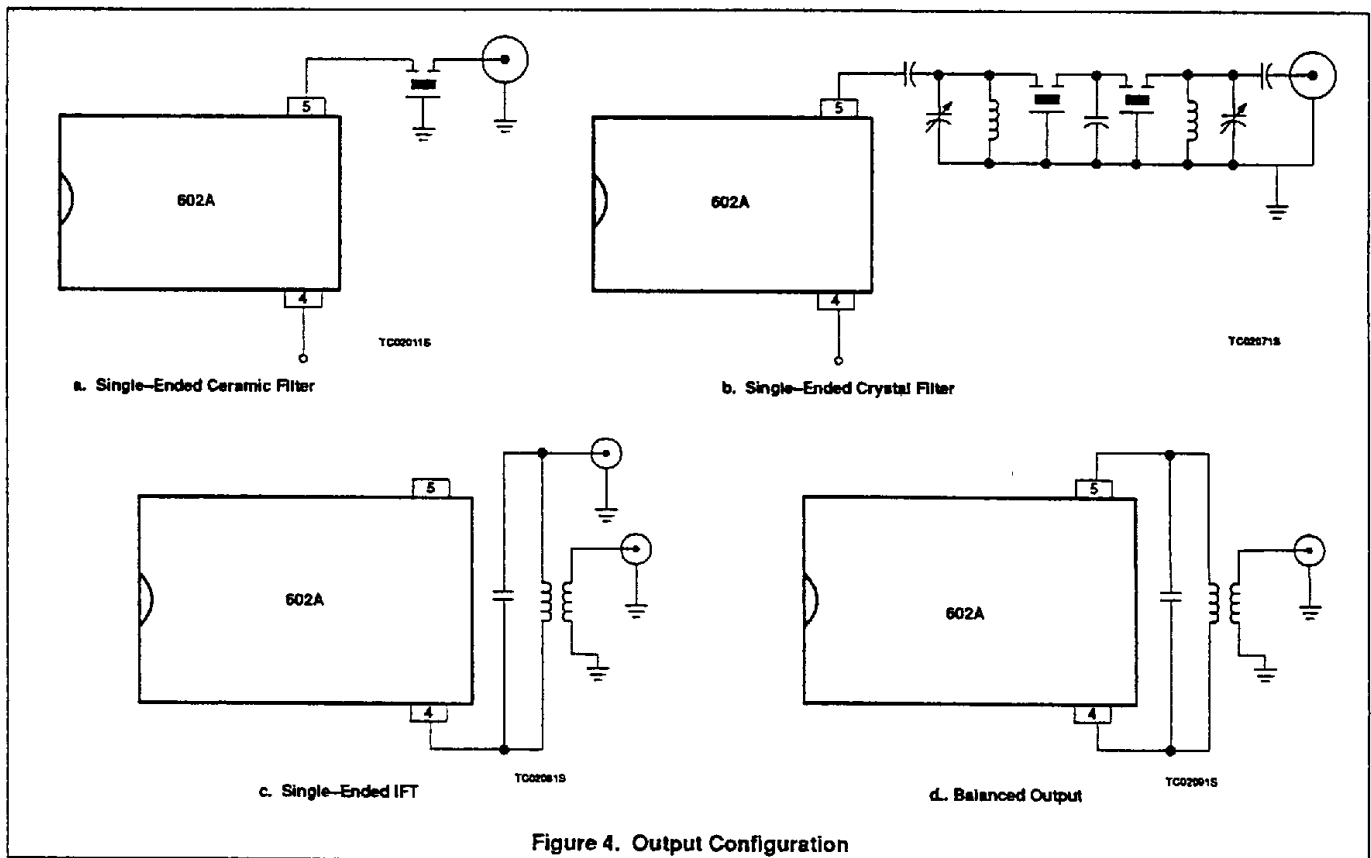 5
602A
4
TC02011S
a. Single–Ended Ceramic Filter
5
602A
4
TC02071S
b. Single–Ended Crystal Filter
5
602A
4
TC02081S
c. Single–Ended IFT
5
602A
4
TC02091S
d.. Balanced Output
Figure 4. Output Configuration